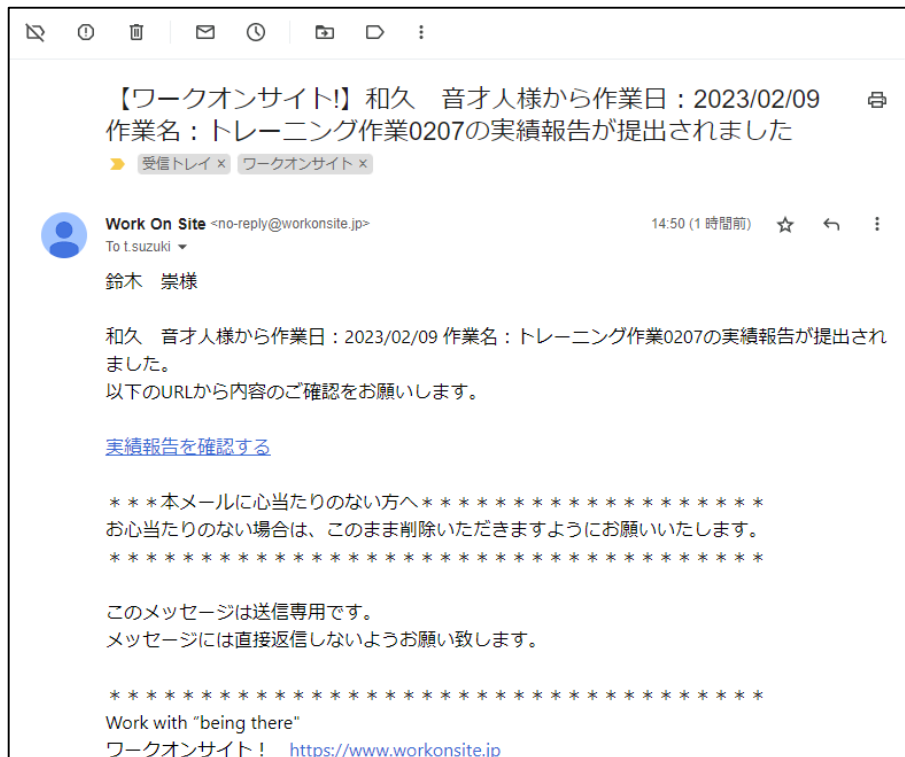 【ワークオンサイト!】和久　音才人様から作業日：2023/02/09
作業名：トレーニング作業0207の実績報告が提出されました
受信トレイ × ワークオンサイト ×
Work On Site <no-reply@workonsite.jp> 14:50 (1 時間前)
To t.suzuki
鈴木　崇様
和久　音才人様から作業日：2023/02/09 作業名：トレーニング作業0207の実績報告が提出され
ました。
以下のURLから内容のご確認をお願いします。
実績報告を確認する
＊＊＊本メールに心当たりのない方へ＊＊＊＊＊＊＊＊＊＊＊＊＊＊＊＊＊＊＊
お心当たりのない場合は、このまま削除いただきますようにお願いいたします。
＊＊＊＊＊＊＊＊＊＊＊＊＊＊＊＊＊＊＊＊＊＊＊＊＊＊＊＊＊＊＊＊＊＊＊＊
このメッセージは送信専用です。
メッセージには直接返信しないようお願い致します。
＊＊＊＊＊＊＊＊＊＊＊＊＊＊＊＊＊＊＊＊＊＊＊＊＊＊＊＊＊＊＊＊＊＊＊＊
Work with “being there"
ワークオンサイト！　https://www.workonsite.jp